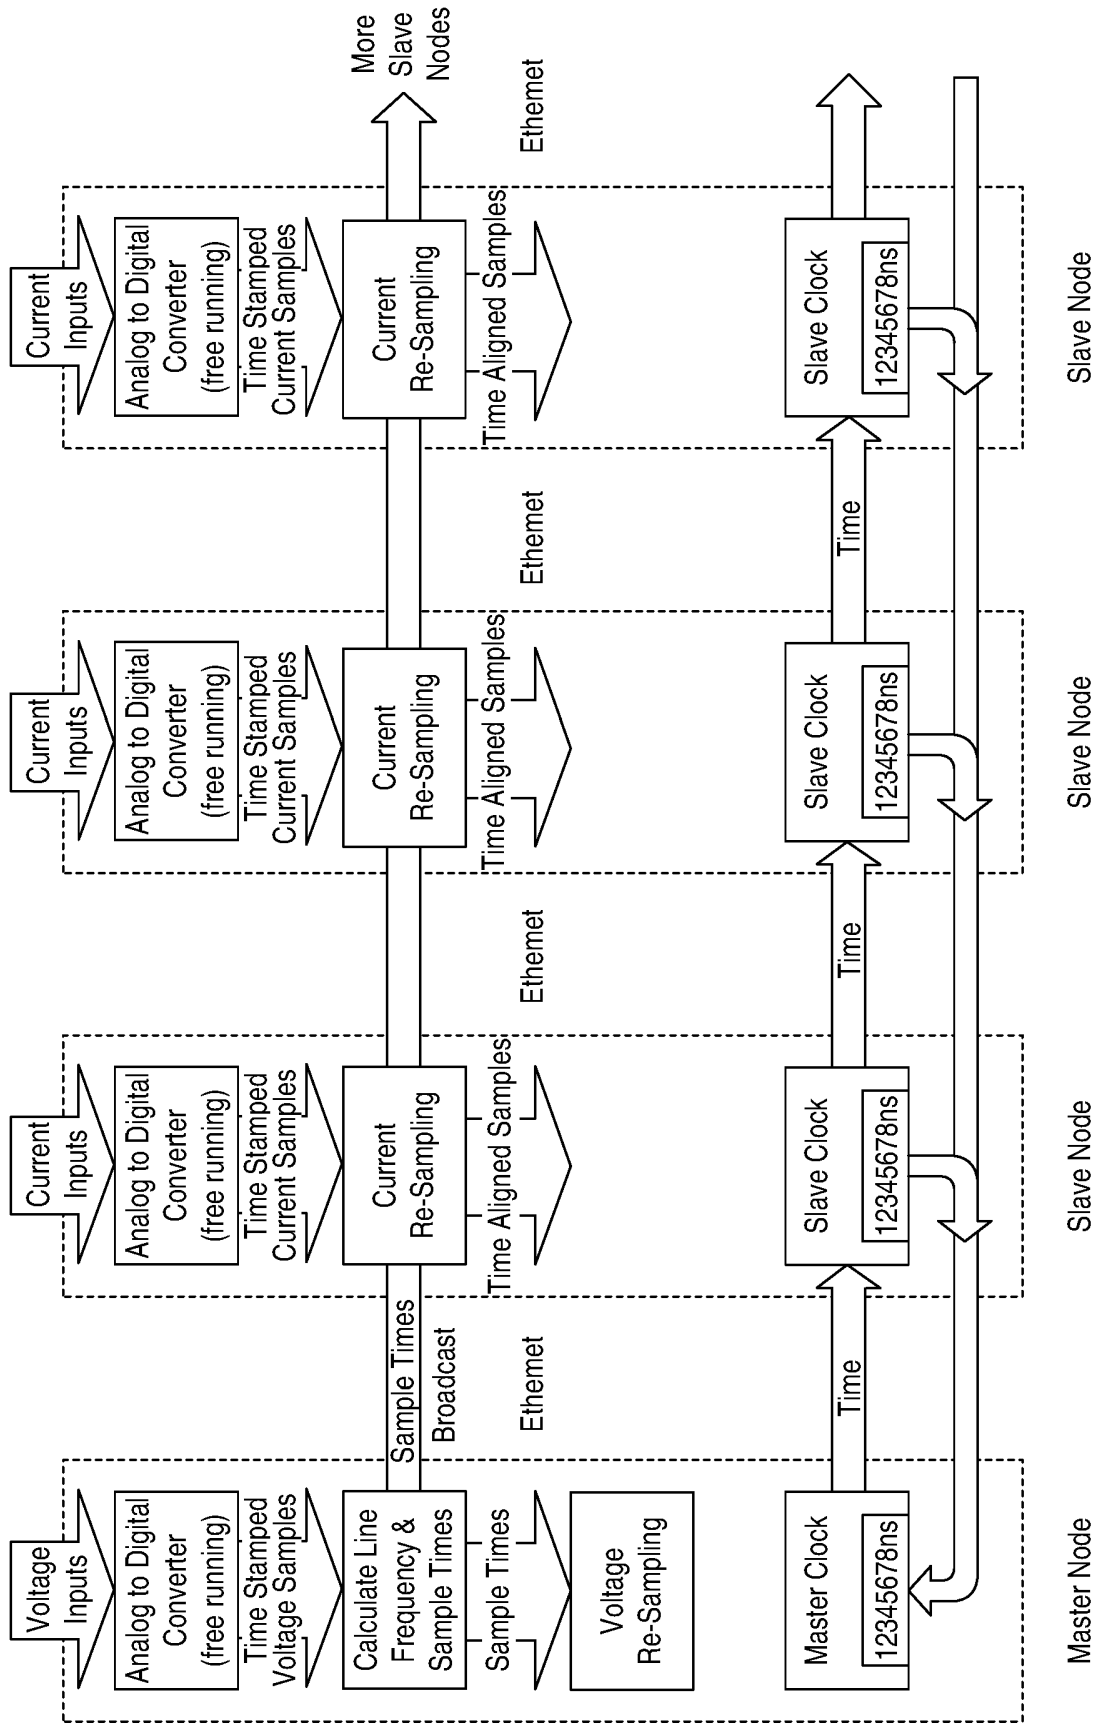 Voltage
Inputs
Analog to Digital
Converter
(free running)
Time Stamped
Voltage Samples
Calculate Line
Frequency &
Sample Times
Sample Times
Voltage
Re-Sampling
Master Clock
12345678ns
Master Node
Sample Times
Broadcast
Ethemet
Time
Current
Inputs
Analog to Digital
Converter
(free running)
Time Stamped
Current Samples
Current
Re-Sampling
Time Aligned Samples
Slave Clock
12345678ns
Slave Node
Ethemet
Time
Current
Inputs
Analog to Digital
Converter
(free running)
Time Stamped
Current Samples
Current
Re-Sampling
Time Aligned Samples
Slave Clock
12345678ns
Slave Node
Ethemet
Time
Current
Inputs
Analog to Digital
Converter
(free running)
Time Stamped
Current Samples
Current
Re-Sampling
Time Aligned Samples
Slave Clock
12345678ns
Slave Node
More
Slave
Nodes
Ethemet